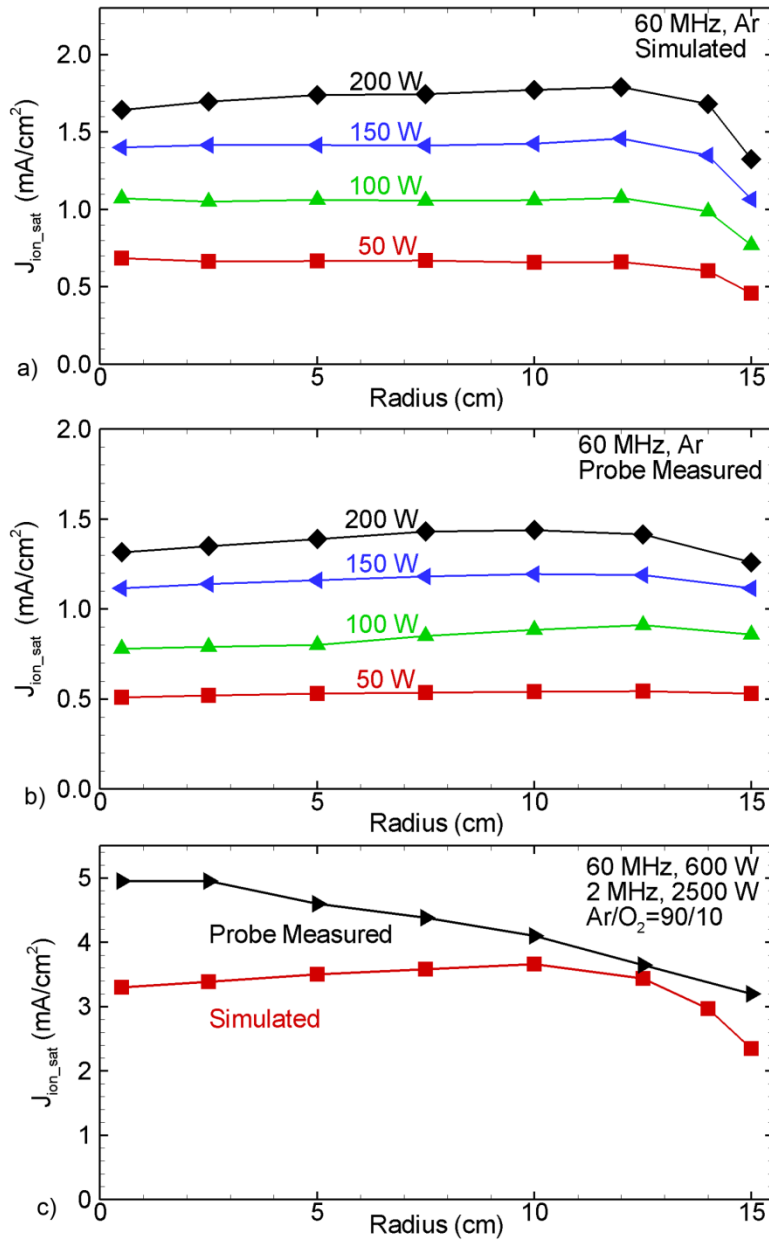 60 MHz, Ar
Simulated
2.0
1.5
1.0
0.5
0.0
200 W
150 W
100 W
50 W
J_ion_sat (mA/cm²)
0 5 10 15
Radius (cm)
a)
60 MHz, Ar
Probe Measured
2.0
1.5
1.0
0.5
0.0
200 W
150 W
100 W
50 W
J_ion_sat (mA/cm²)
0 5 10 15
Radius (cm)
b)
60 MHz, 600 W
2 MHz, 2500 W
Ar/O₂=90/10
5
4
3
2
1
0
Probe Measured
Simulated
J_ion_sat (mA/cm²)
0 5 10 15
Radius (cm)
c)